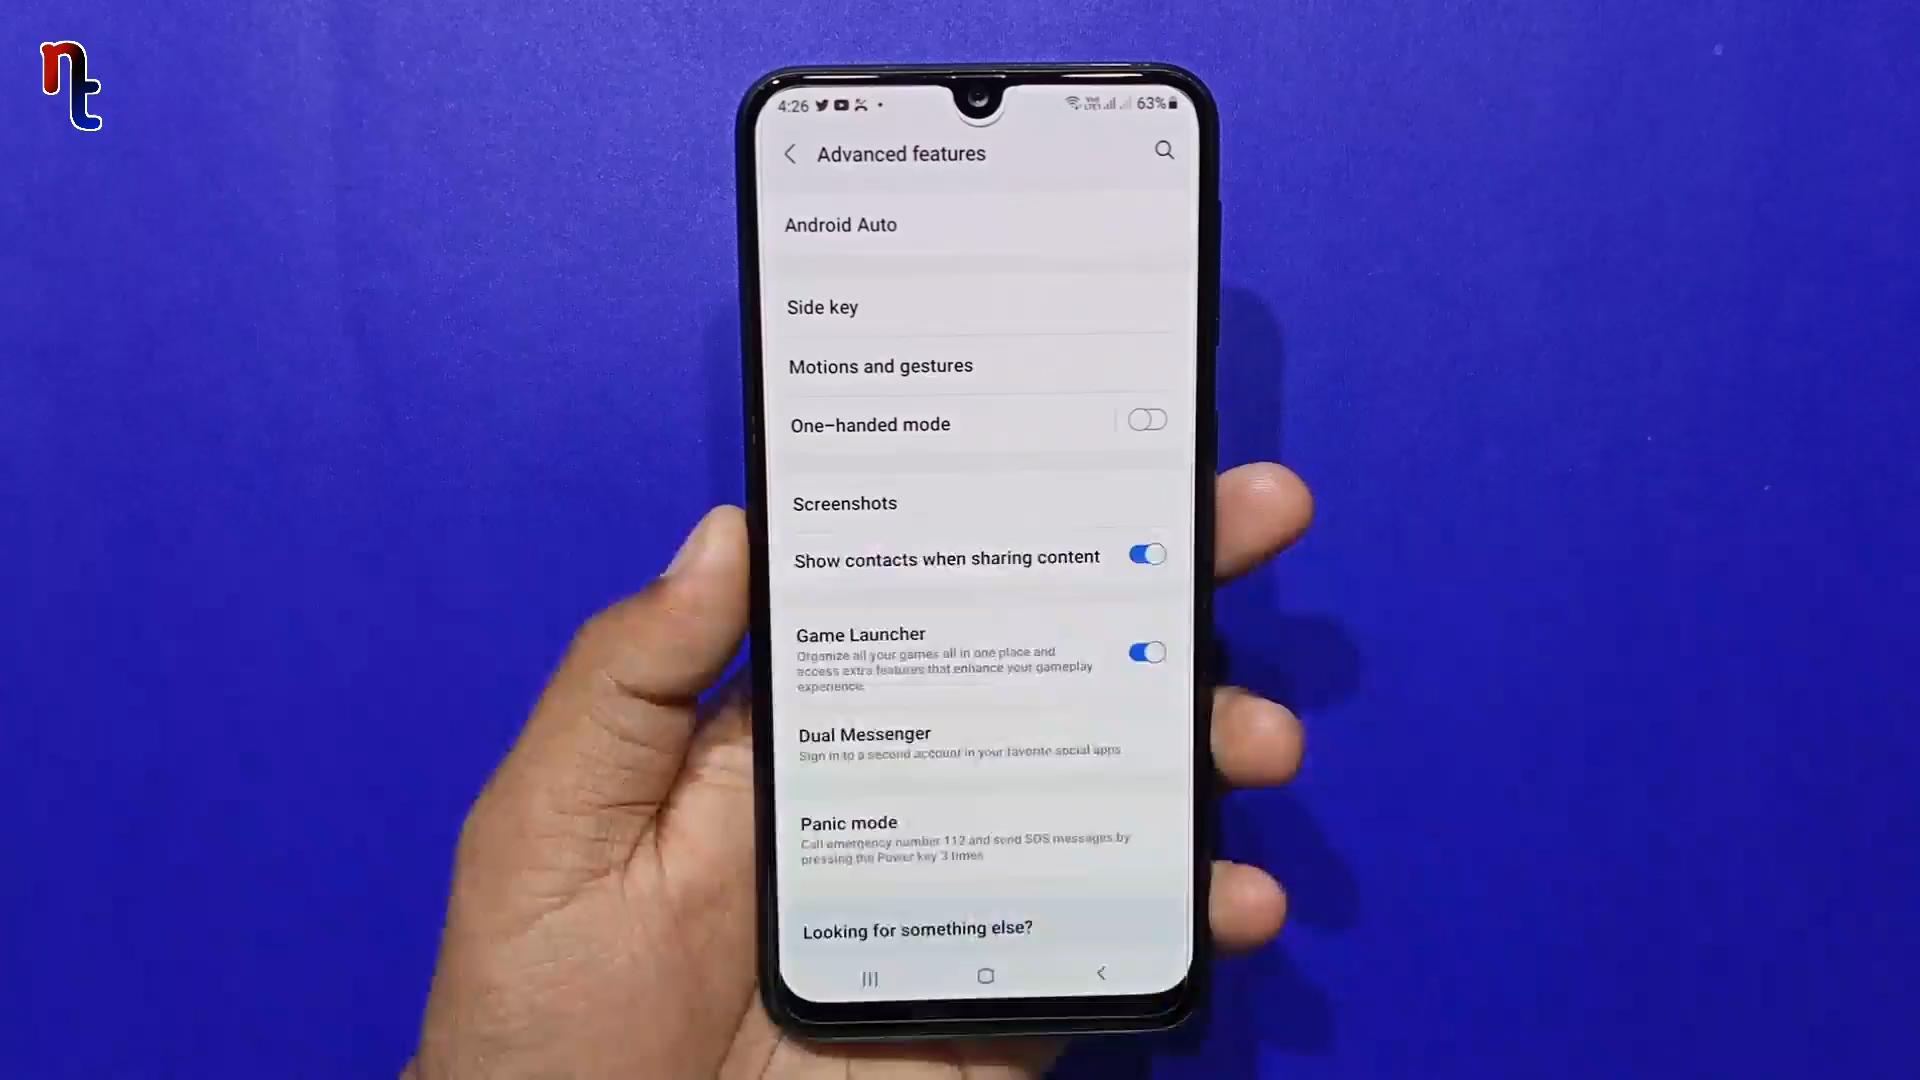 nt
4:26
63%
Advanced features
Android Auto
Side key
Motions and gestures
One-handed mode
Screenshots
Show contacts when sharing content
Game Launcher
Organize all your games all in one place and
access extra features that enhance your gameplay
experience.
Dual Messenger
Sign in to a second account in your favorite social apps
Panic mode
Call emergency number 112 and send SOS messages by
pressing the Power key 3 times
Looking for something else?